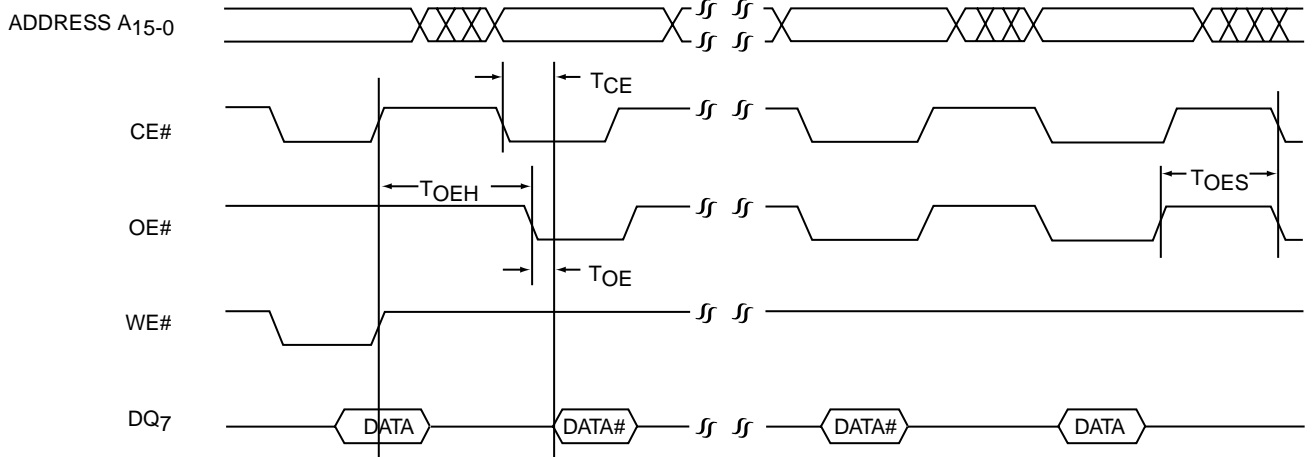 ADDRESS A15-0
TCE
CE#
TOEH
TOES
OE#
TOE
WE#
DQ7
DATA
DATA#
DATA#
DATA